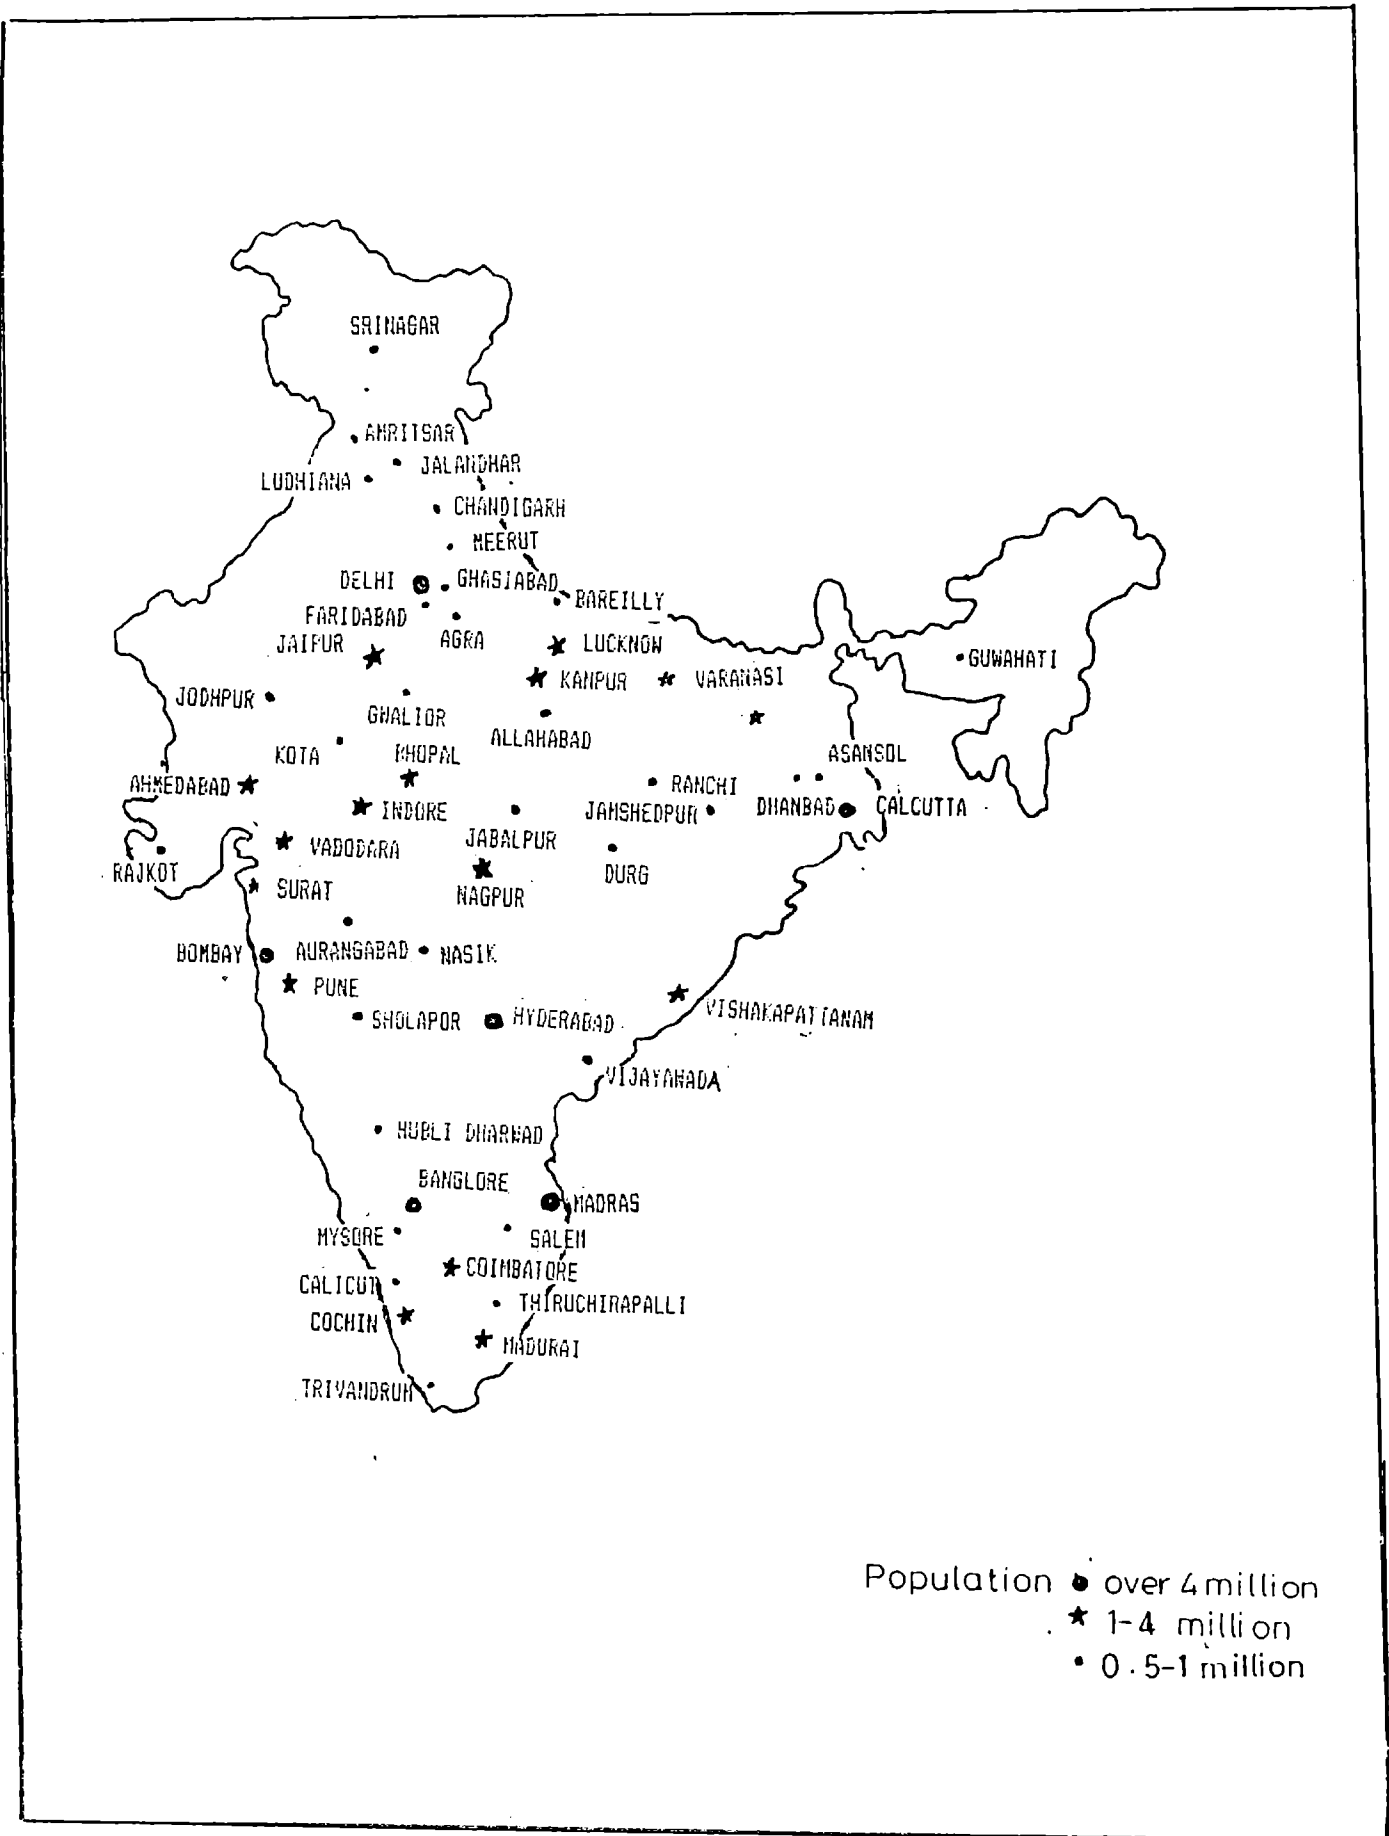 SRINAGAR
AMRITSAR
JALANDHAR
LUDHIANA
CHANDIGARH
MEERUT
DELHI
GHASIABAD
BAREILLY
FARIDABAD
AGRA
JAIPUR
LUCKNOW
GUWAHATI
KANPUR
VARANASI
JODHPUR
GWALIOR
ALLAHABAD
KOTA
BHOPAL
ASANSOL
AHMEDABAD
RANCHI
INDORE
JAMSHEDPUR
DHANBAD
CALCUTTA
JABALPUR
VADODARA
RAJKOT
DURG
SURAT
NAGPUR
BOMBAY
AURANGABAD
NASIK
PUNE
SHOLAPOR
HYDERABAD
VISHAKAPATTANAM
VIJAYAWADA
HUBLI DHARWAD
BANGLORE
MADRAS
MYSORE
SALEM
COIMBATORE
CALICUT
THIRUCHIRAPALLI
COCHIN
MADURAI
TRIVANDRUM
Population over 4 million
1-4 million
0.5-1 million